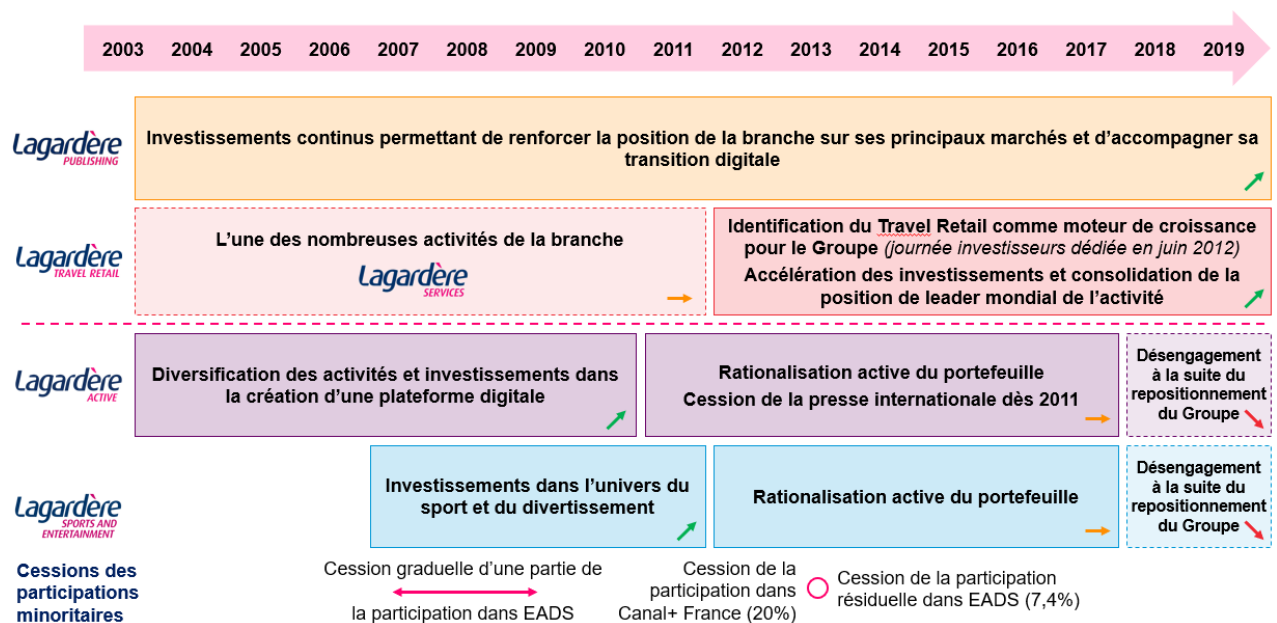 2003 2004 2005 2006 2007 2008 2009 2010 2011 2012 2013 2014 2015 2016 2017 2018 2019
Lagardère
PUBLISHING
Investissements continus permettant de renforcer la position de la branche sur ses principaux marchés et d’accompagner sa
transition digitale
Lagardère
TRAVEL RETAIL
L’une des nombreuses activités de la branche
Lagardère
SERVICES
Identification du Travel Retail comme moteur de croissance
pour le Groupe (journée investisseurs dédiée en juin 2012)
Accélération des investissements et consolidation de la
position de leader mondial de l’activité
Lagardère
ACTIVE
Diversification des activités et investissements dans
la création d’une plateforme digitale
Rationalisation active du portefeuille
Cession de la presse internationale dès 2011
Désengagement
à la suite du
repositionnement
du Groupe
Lagardère
SPORTS AND
ENTERTAINMENT
Investissements dans l’univers du
sport et du divertissement
Rationalisation active du portefeuille
Désengagement
à la suite du
repositionnement
du Groupe
Cessions des
participations
minoritaires
Cession graduelle d’une partie de
la participation dans EADS
Cession de la
participation dans
Canal+ France (20%)
Cession de la participation
résiduelle dans EADS (7,4%)